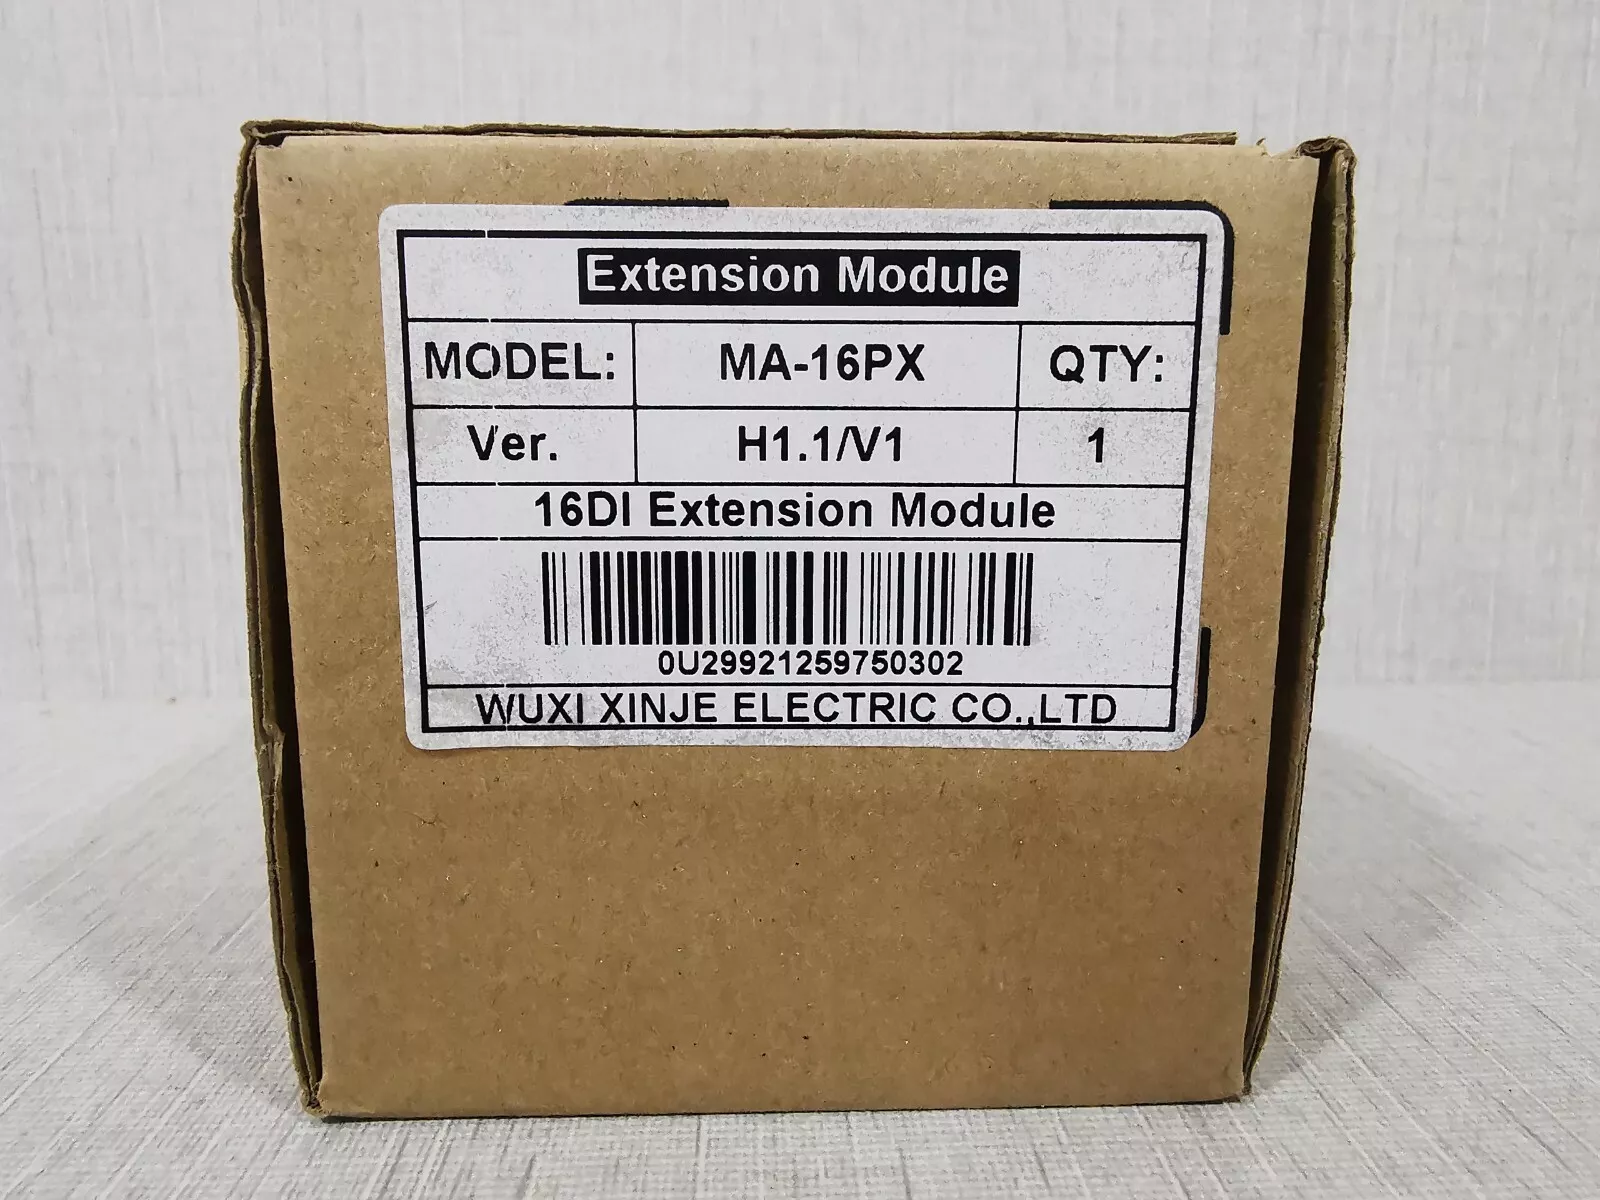 Extension Module
MODEL: MA-16PX QTY:
Ver. H1.1/V1 1
16DI Extension Module
0U29921259750302
WUXI XINJE ELECTRIC CO.,LTD